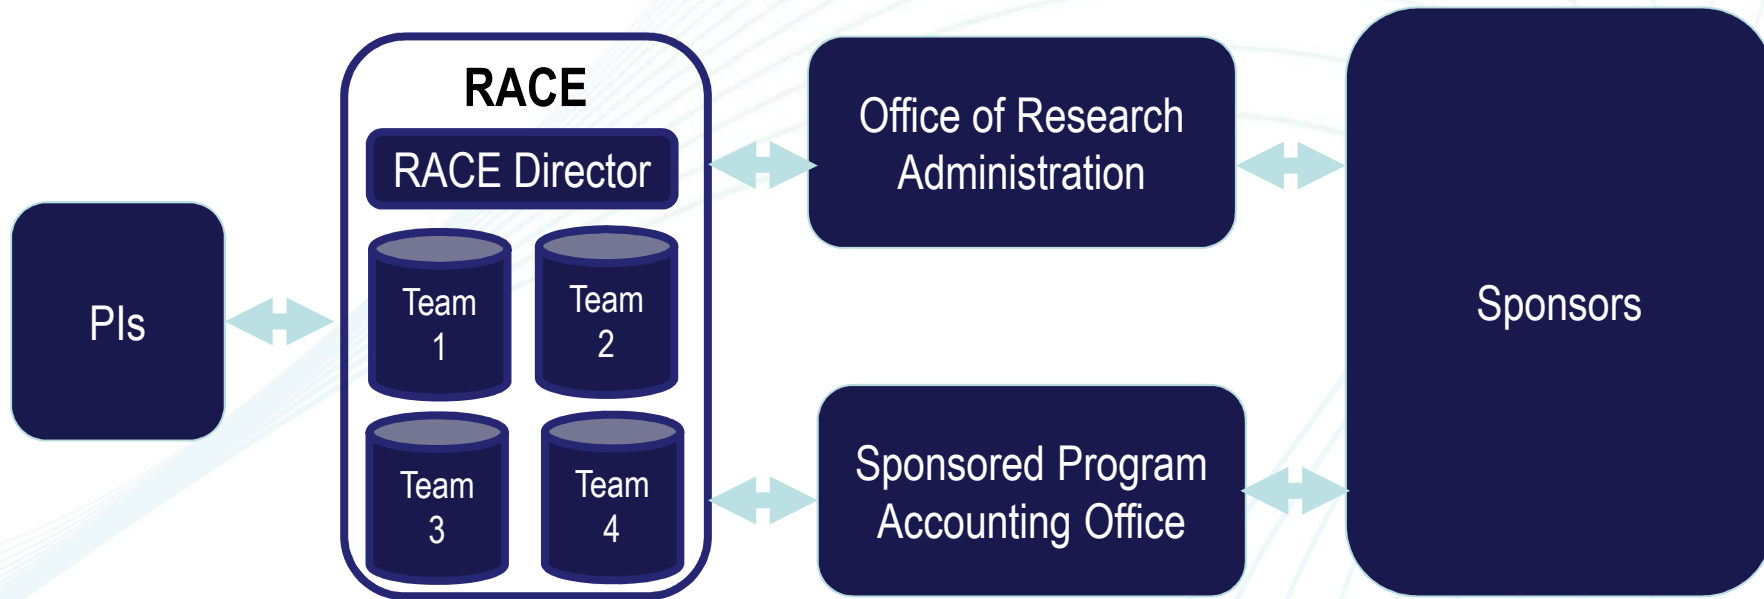 PIs
RACE
RACE Director
Team
1
Team
2
Team
3
Team
4
Office of Research
Administration
Sponsored Program
Accounting Office
Sponsors